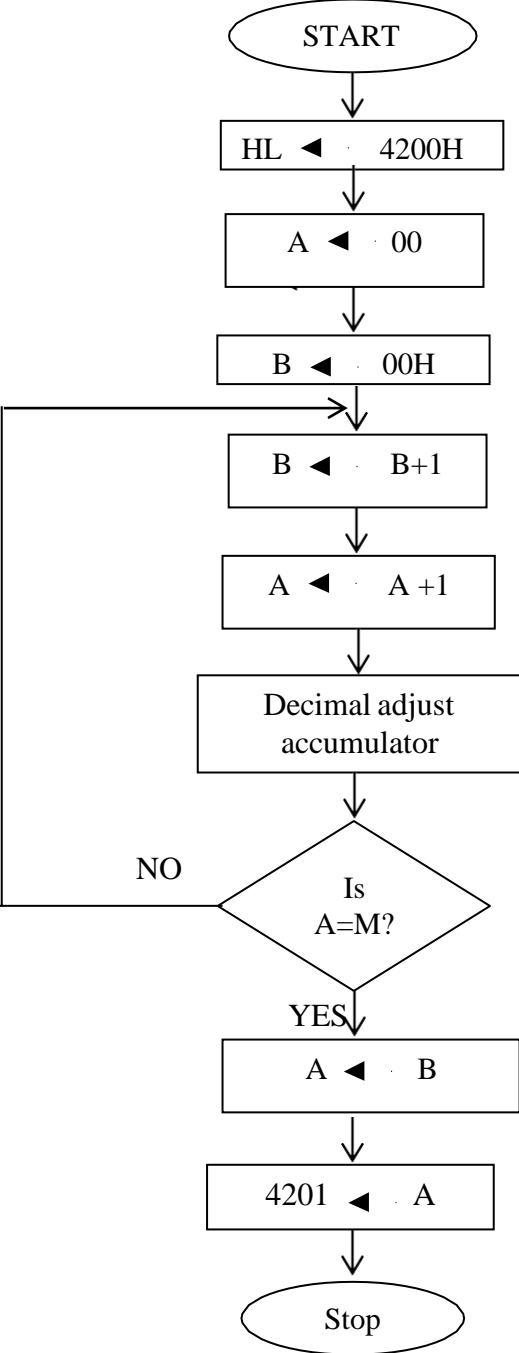 START
HL ◄ 4200H
A ◄ 00
B ◄ 00H
B ◄ B+1
A ◄ A +1
Decimal adjust
accumulator
NO
Is
A=M?
YES
A ◄ B
4201 ◄ A
Stop